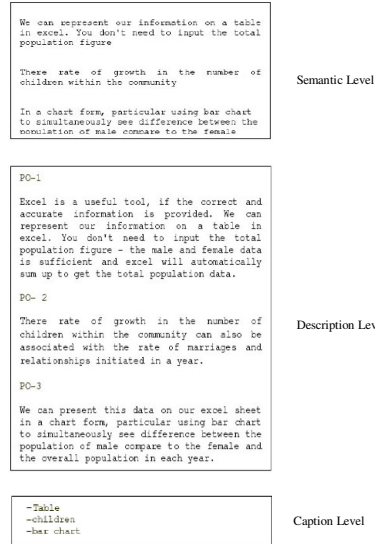 We can represent our information on a table
in excel. You don't need to input the total
population figure
There rate of growth in the number of
children within the community
In a chart form, particular using bar chart
to simultaneously see difference between the
population of male compare to the female
Semantic Level
PO-1
Excel is a useful tool, if the correct and
accurate information is provided. We can
represent our information on a table in
excel. You don't need to input the total
population figure - the male and female data
is sufficient and excel will automatically
sum up to get the total population data.
PO- 2
There rate of growth in the number of
children within the community can also be
associated with the rate of marriages and
relationships initiated in a year.
PO-3
We can present this data on our excel sheet
in a chart form, particular using bar chart
to simultaneously see difference between the
population of male compare to the female and
the overall population in each year.
Description Lev
-Table
-children
-bar chart
Caption Level